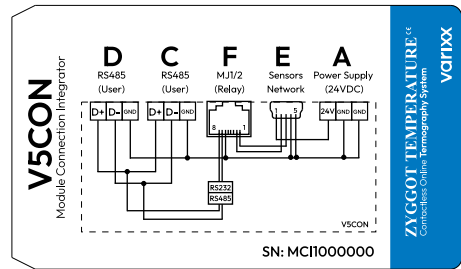 V5CON
Module Connection Integrator
D C F E A
RS485 (User)
RS485 (User)
MJ1/2 (Relay)
Sensors Network
Power Supply (24VDC)
D+ D- GND
D+ D- GND
8 1
1 5
24V GND GND
RS232
RS485
V5CON
SN: MCI1000000
ZYGGOT TEMPERATURE CE
Contactless Online Termography System
varixx